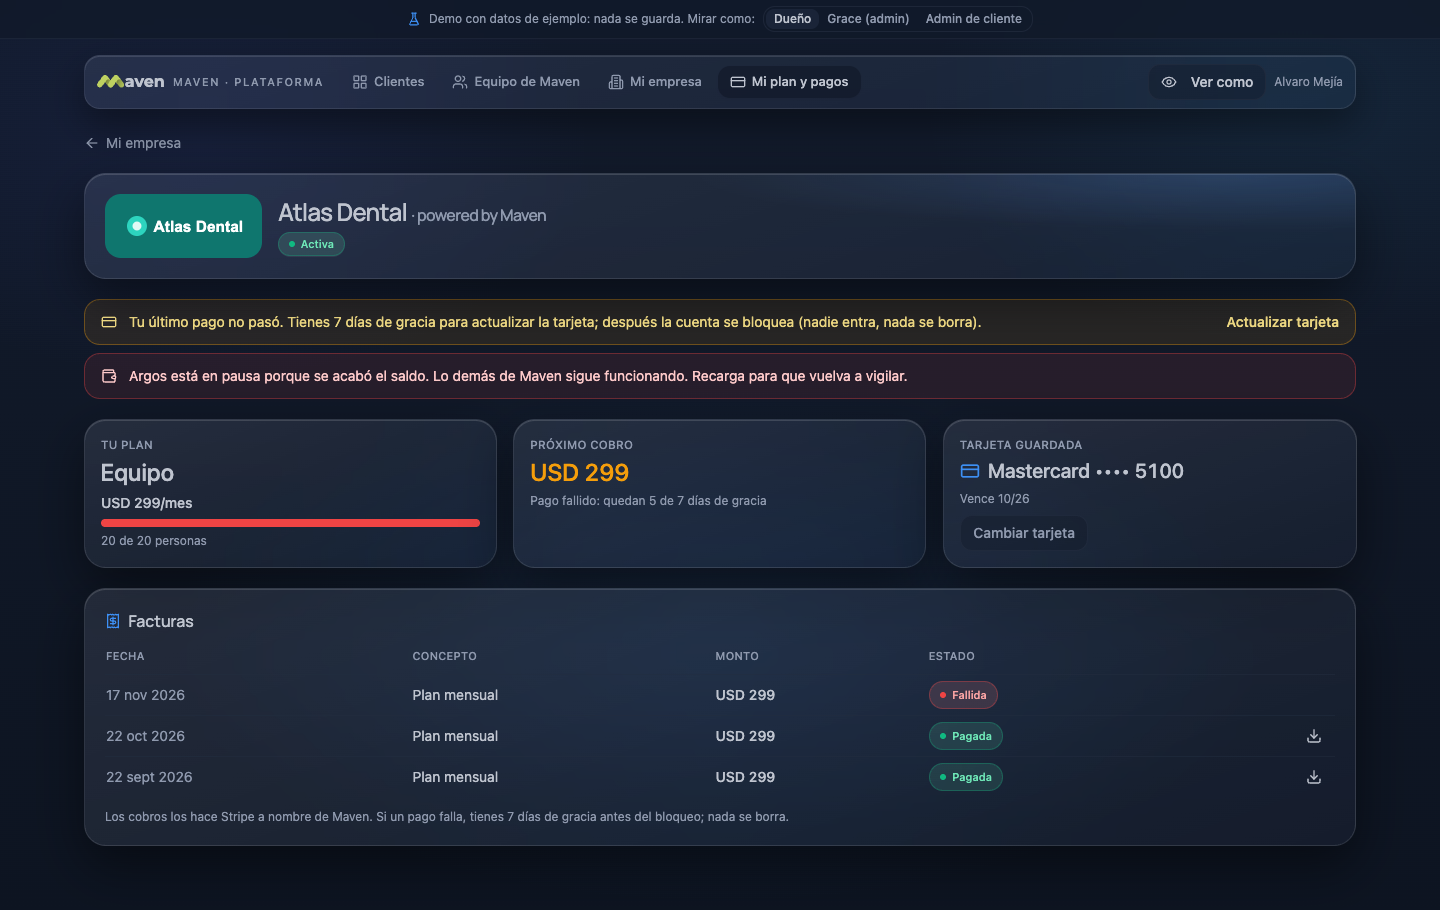 Demo con datos de ejemplo: nada se guarda. Mirar como: Dueño Grace (admin) Admin de cliente
Maven MAVEN · PLATAFORMA Clientes Equipo de Maven Mi empresa Mi plan y pagos Ver como Alvaro Mejía
Mi empresa
Atlas Dental
Atlas Dental · powered by Maven
Activa
Tu último pago no pasó. Tienes 7 días de gracia para actualizar la tarjeta; después la cuenta se bloquea (nadie entra, nada se borra). Actualizar tarjeta
Argos está en pausa porque se acabó el saldo. Lo demás de Maven sigue funcionando. Recarga para que vuelva a vigilar.
TU PLAN
Equipo
USD 299/mes
20 de 20 personas
PRÓXIMO COBRO
USD 299
Pago fallido: quedan 5 de 7 días de gracia
TARJETA GUARDADA
Mastercard •••• 5100
Vence 10/26
Cambiar tarjeta
Facturas
FECHA CONCEPTO MONTO ESTADO
17 nov 2026 Plan mensual USD 299 Fallida
22 oct 2026 Plan mensual USD 299 Pagada
22 sept 2026 Plan mensual USD 299 Pagada
Los cobros los hace Stripe a nombre de Maven. Si un pago falla, tienes 7 días de gracia antes del bloqueo; nada se borra.